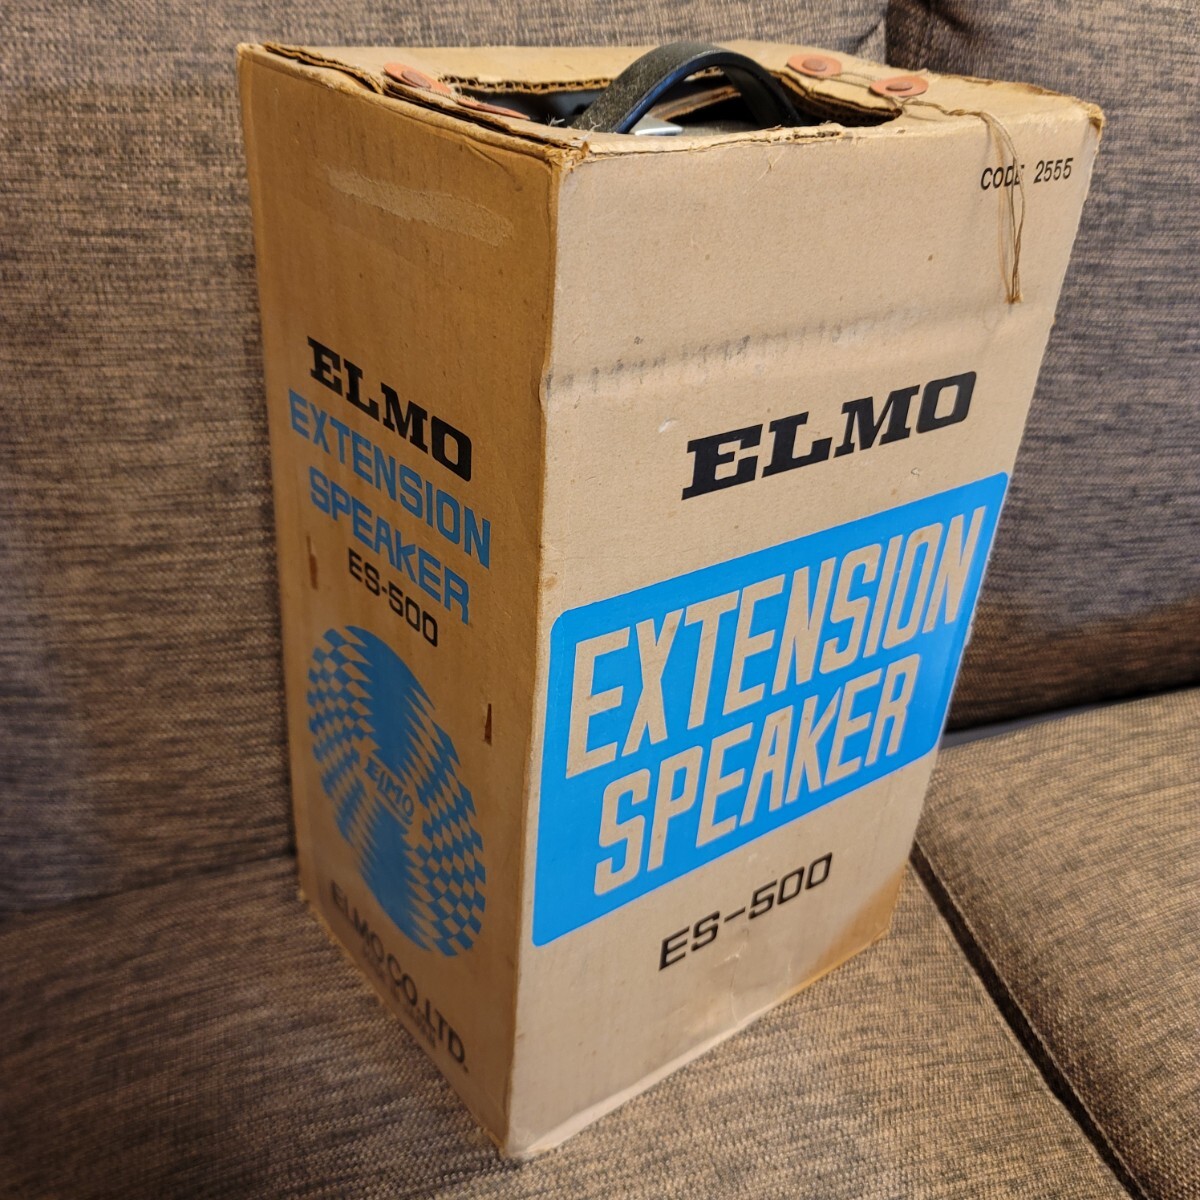 CODE 2555
ELMO
EXTENSION
SPEAKER
ES-500
ELMO
EXTENSION
SPEAKER
ES-500
ELMO
ELMO CO., LTD.